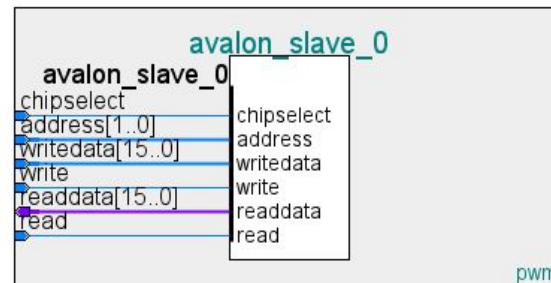 avalon_slave_0
avalon_slave_0
chipselect
address[1..0]
writedata[15..0]
write
readdata[15..0]
read
chipselect
address
writedata
write
readdata
read
pwm